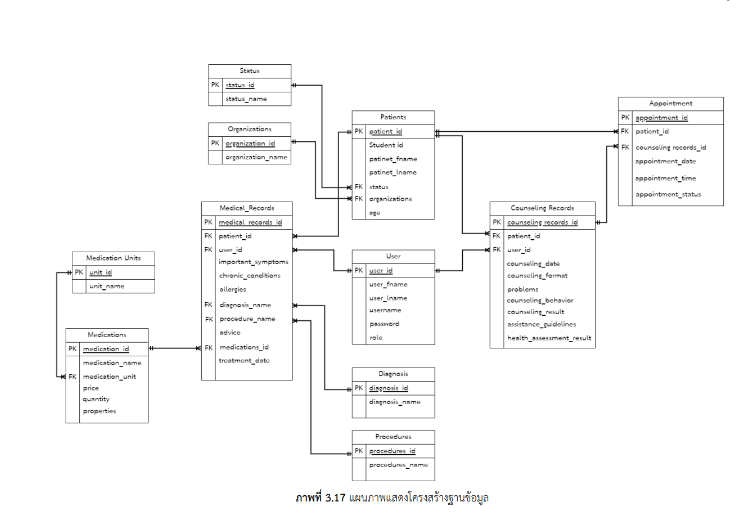 Status
PK status_id
status_name
Organizations
PK organization_id
organization_name
Patients
PK patient_id
Student id
patinet_fname
patinet_lname
FK status
FK organizations
age
Appointment
PK appointment_id
FK patient_id
FK counseling records_id
appointment_date
appointment_time
appointment_status
Medical_Records
PK medical_records_id
FK patient_id
FK user_id
important_symptoms
chronic_conditions
allergies
FK diagnosis_name
FK procedure_name
advice
FK medications_id
treatment_date
Counseling Records
PK counseling records_id
FK patient_id
FK user_id
counseling_date
counseling_format
problems
counseling_behavior
counseling_result
assistance_guidelines
health_assessment_result
User
PK user_id
user_fname
user_lname
username
password
role
Medication Units
PK unit_id
unit_name
Medications
PK medication_id
medication_name
FK medication_unit
price
quantity
properties
Diagnosis
PK diagnosis_id
diagnosis_name
Procedures
PK procedures_id
procedures_name
ภาพที่ 3.17 แผนภาพแสดงโครงสร้างฐานข้อมูล